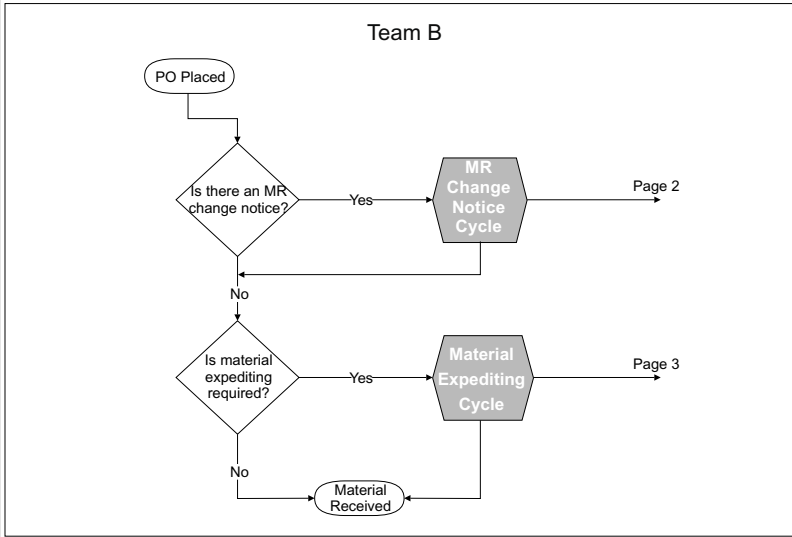 Team B
PO Placed
Is there an MR
change notice?
Yes
MR
Change
Notice
Cycle
Page 2
No
Is material
expediting
required?
Yes
Material
Expediting
Cycle
Page 3
No
Material
Received